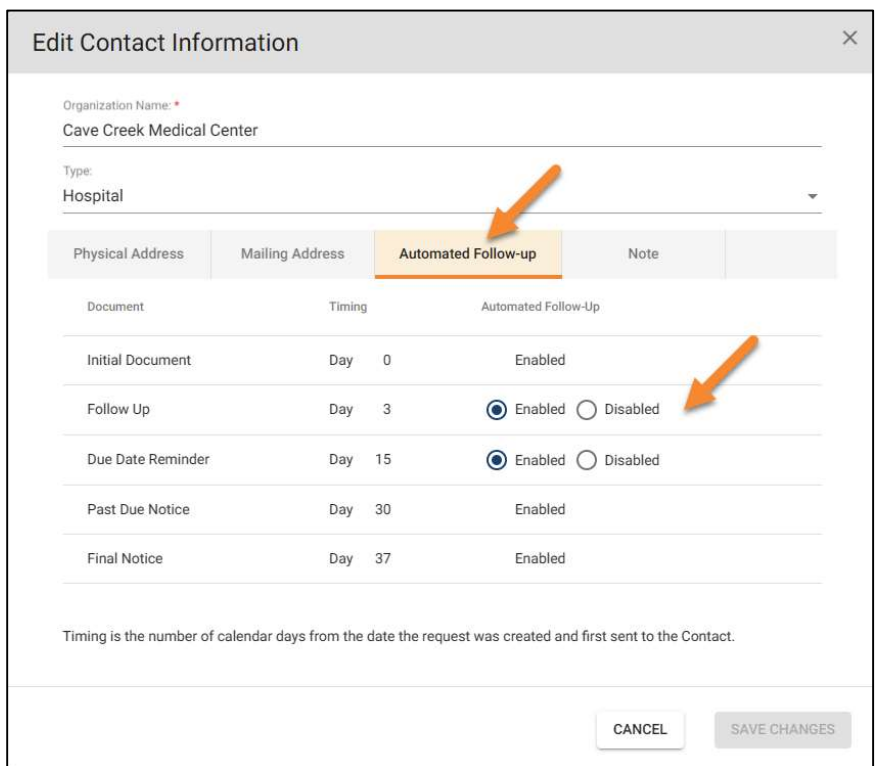 Edit Contact Information
Organization Name: *
Cave Creek Medical Center
Type:
Hospital
Physical Address Mailing Address Automated Follow-up Note
Document Timing Automated Follow-Up
Initial Document Day 0 Enabled
Follow Up Day 3 Enabled Disabled
Due Date Reminder Day 15 Enabled Disabled
Past Due Notice Day 30 Enabled
Final Notice Day 37 Enabled
Timing is the number of calendar days from the date the request was created and first sent to the Contact.
CANCEL SAVE CHANGES